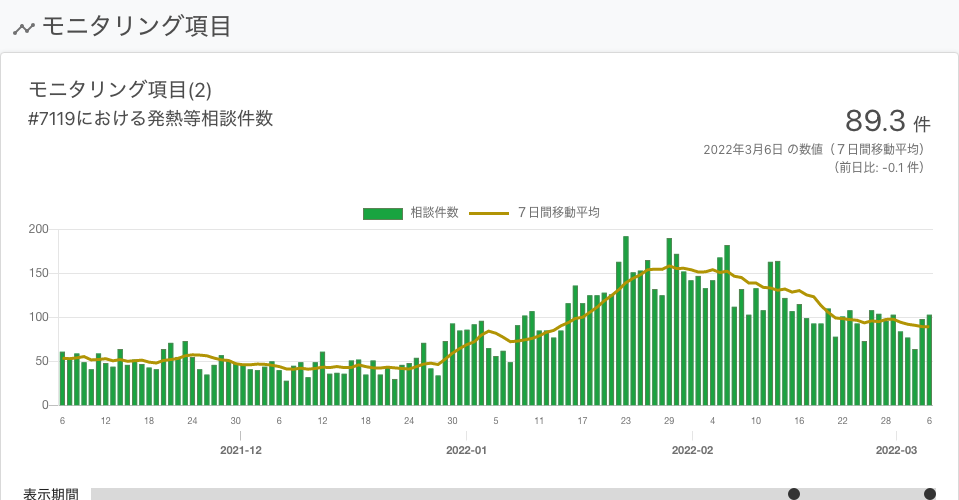 モニタリング項目
モニタリング項目(2)
#7119における発熱等相談件数
89.3 件
2022年3月6日 の数値（７日間移動平均）
（前日比: -0.1 件）
相談件数 ７日間移動平均
200
150
100
50
0
6 12 18 24 30 6 12 18 24 30 5 11 17 23 29 4 10 16 22 28 6
2021-12 2022-01 2022-02 2022-03
表示期間